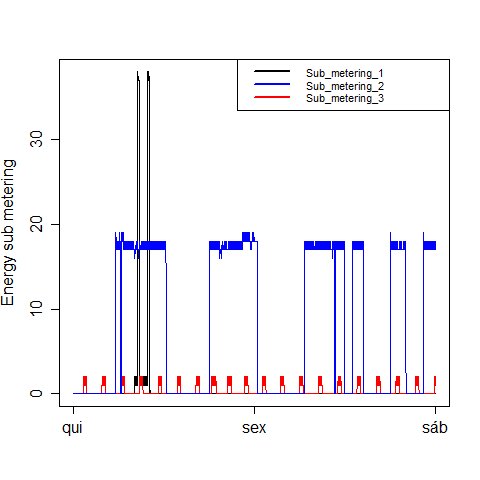 Sub_metering_1
Sub_metering_2
Sub_metering_3
Energy sub metering
30
20
10
0
qui sex sáb